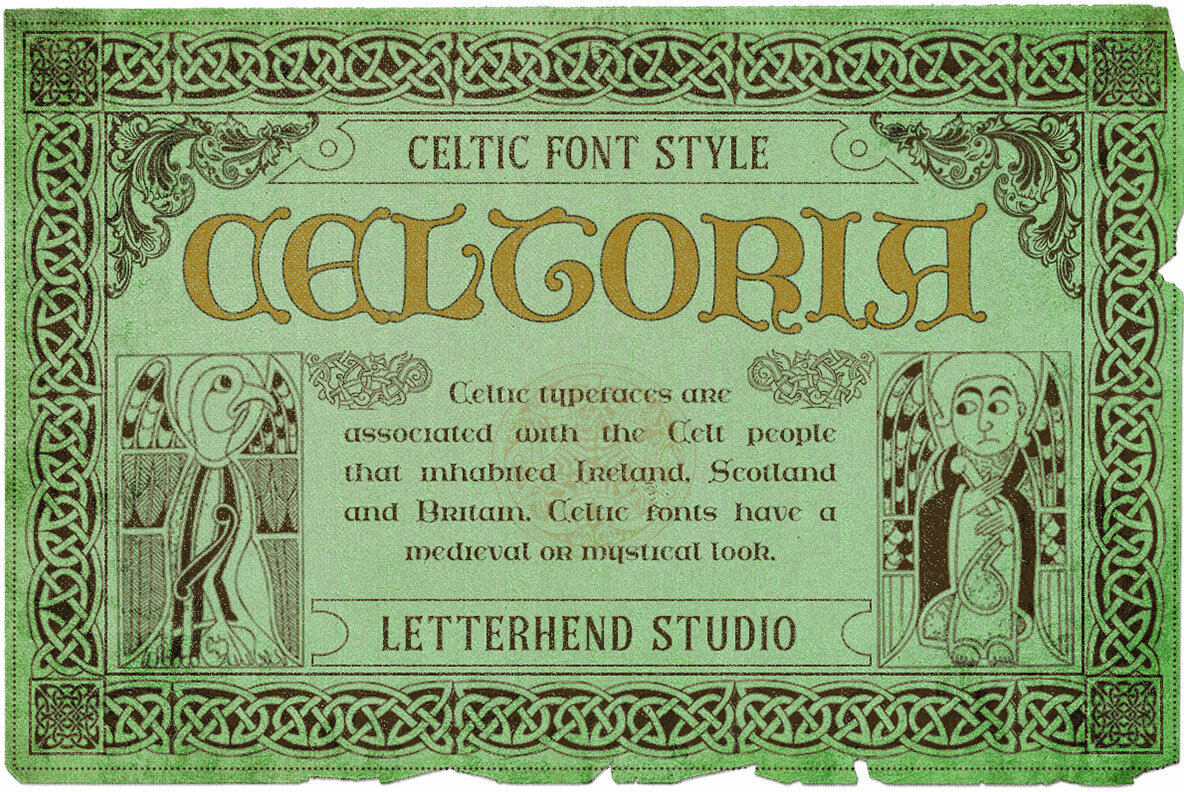 CELTIC FONT STYLE
CELTORIA
Celtic typefaces are
associated with the Celt people
that inhabited Ireland, Scotland
and Britain. Celtic fonts have a
medieval or mystical look.
LETTERHEND STUDIO